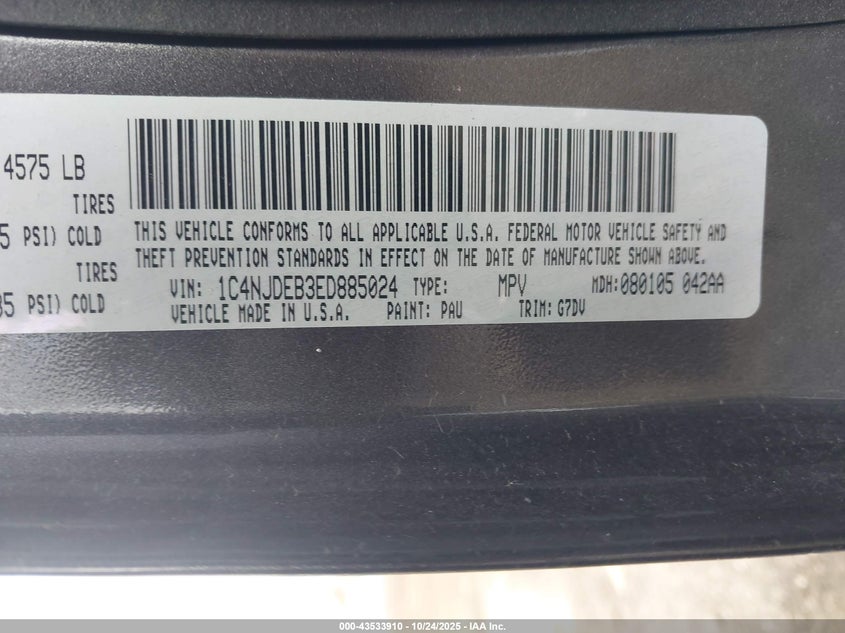 4575 LB
TIRES
5 PSI) COLD
TIRES
35 PSI) COLD
THIS VEHICLE CONFORMS TO ALL APPLICABLE U.S.A. FEDERAL MOTOR VEHICLE SAFETY AND
THEFT PREVENTION STANDARDS IN EFFECT ON THE DATE OF MANUFACTURE SHOWN ABOVE.
VIN: 1C4NJDEB3ED885024 TYPE: MPV MDH:080105 042AA
VEHICLE MADE IN U.S.A. PAINT: PAU TRIM: G7DV
000-43533910 - 10/24/2025 - IAA Inc.